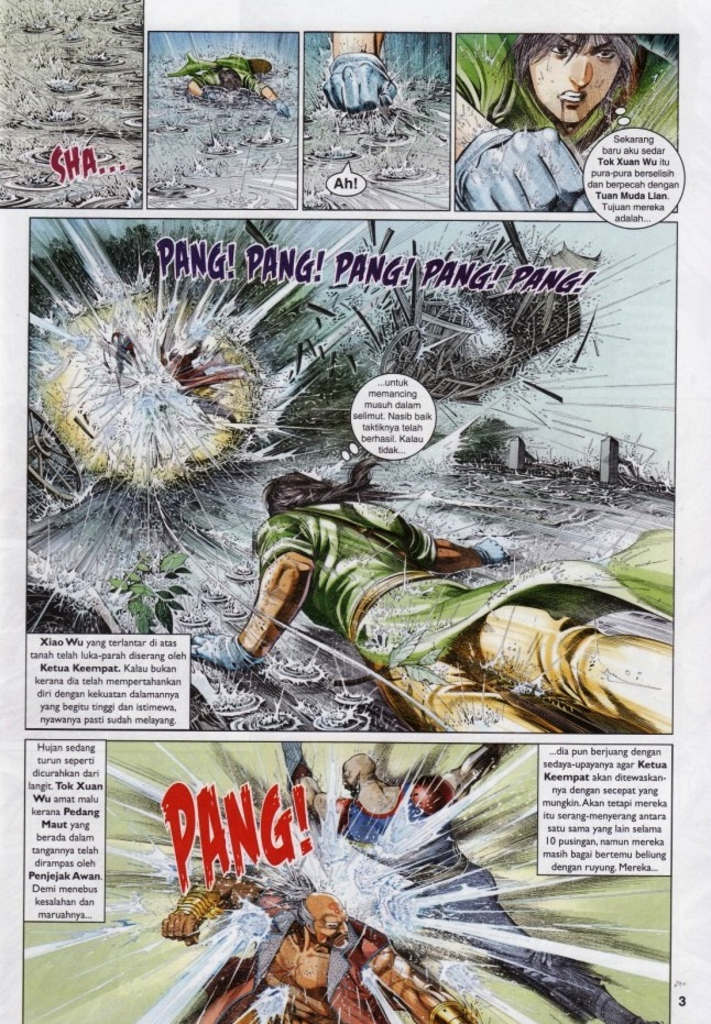 SHA...
Ah!
Sekarang
baru aku sedar
Tok Xuan Wu itu
pura-pura berselisih
dan berpecah dengan
Tuan Muda Lian.
Tujuan mereka
adalah...
PANG! PANG! PANG! PANG! PANG!
...untuk
memancing
musuh dalam
selimut. Nasib baik
taktiknya telah
berhasil. Kalau
tidak...
Xiao Wu yang terlantar di atas
tanah telah luka-parah diserang oleh
Ketua Keempat. Kalau bukan
kerana dia telah mempertahankan
diri dengan kekuatan dalamannya
yang begitu tinggi dan istimewa,
nyawanya pasti sudah melayang.
Hujan sedang
turun seperti
dicurahkan dari
langit. Tok Xuan
Wu amat malu
kerana Pedang
Maut yang
berada dalam
tangannya telah
dirampas oleh
Penjejak Awan.
Demi menebus
kesalahan dan
maruahnya...
PANG!
...dia pun berjuang dengan
sedaya-upayanya agar Ketua
Keempat akan ditewaskan-
nya dengan secepat yang
mungkin. Akan tetapi mereka
itu serang-menyerang antara
satu sama yang lain selama
10 pusingan, namun mereka
masih bagai bertemu beliung
dengan ruyung. Mereka...
3